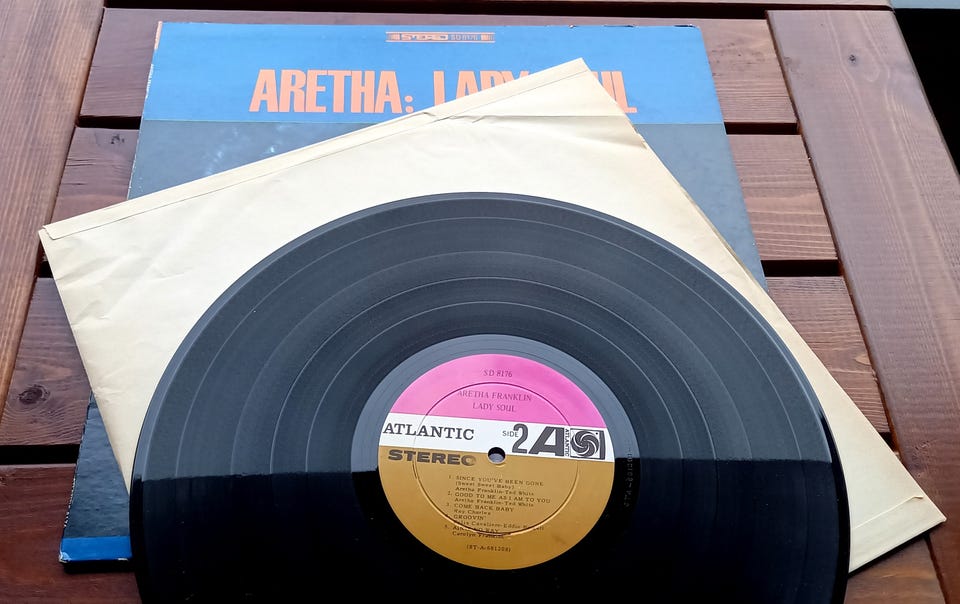 STEREO SD 8176
ARETHA: LADY SOUL
SD 8176
ARETHA FRANKLIN
LADY SOUL
ATLANTIC
SIDE 2 A
ATLANTIC
STEREO
1. SINCE YOU'VE BEEN GONE
(Sweet Sweet Baby)
Aretha Franklin-Ted White
2. GOOD TO ME AS I AM TO YOU
Aretha Franklin-Ted White
3. COME BACK BABY
Ray Charles
4. GROOVIN'
Felix Cavaliere-Eddie
5. AIN'T NO WAY
Carolyn Franklin
(ST-A-681208)